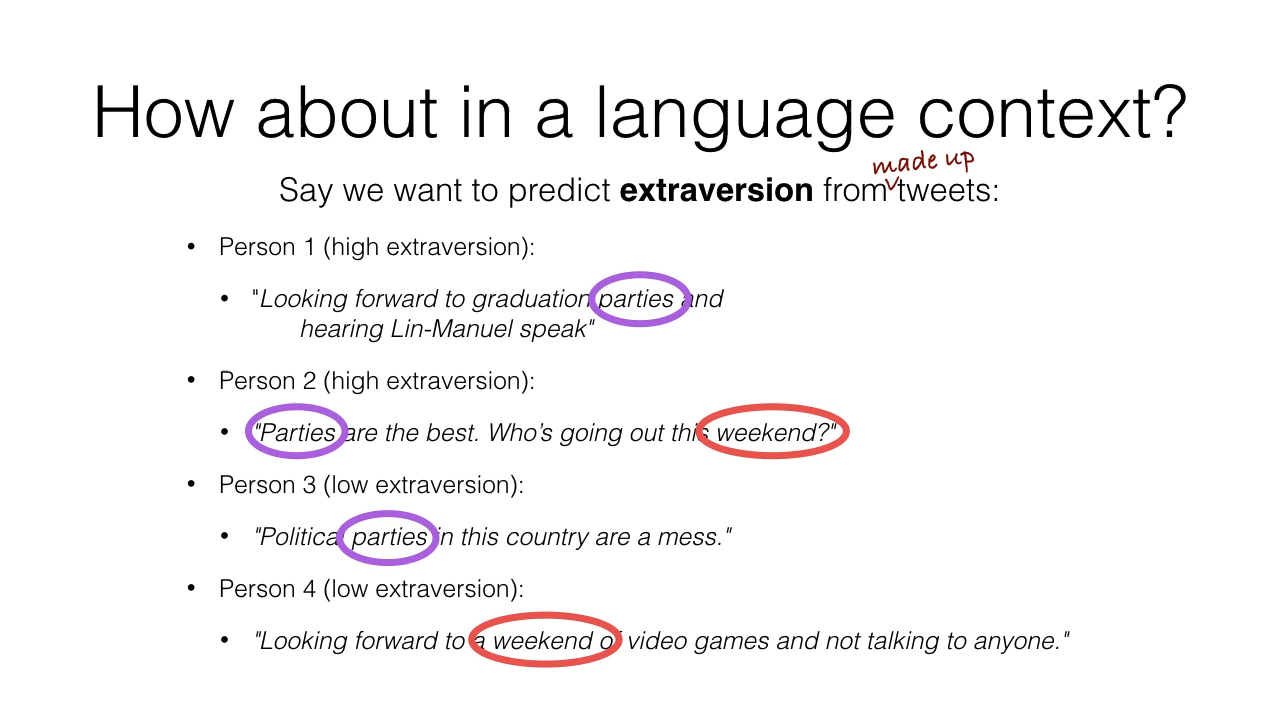 How about in a language context?
made up
Say we want to predict extraversion from tweets:
• Person 1 (high extraversion):
• "Looking forward to graduation parties and
hearing Lin-Manuel speak"
• Person 2 (high extraversion):
• "Parties are the best. Who’s going out this weekend?"
• Person 3 (low extraversion):
• "Political parties in this country are a mess."
• Person 4 (low extraversion):
• "Looking forward to a weekend of video games and not talking to anyone."